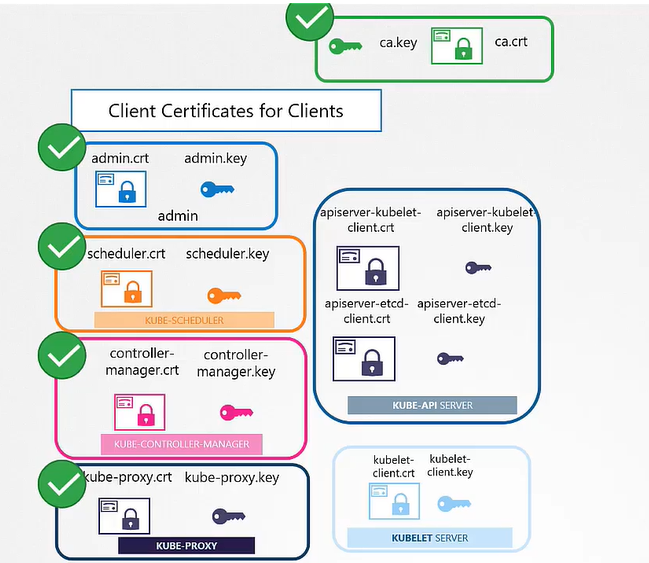 ca.key
ca.crt
Client Certificates for Clients
admin.crt
admin.key
admin
scheduler.crt
scheduler.key
KUBE-SCHEDULER
controller-
manager.crt
controller-
manager.key
KUBE-CONTROLLER-MANAGER
kube-proxy.crt
kube-proxy.key
KUBE-PROXY
apiserver-kubelet-
client.crt
apiserver-kubelet-
client.key
apiserver-etcd-
client.crt
apiserver-etcd-
client.key
KUBE-API SERVER
kubelet-
client.crt
kubelet-
client.key
KUBELET SERVER